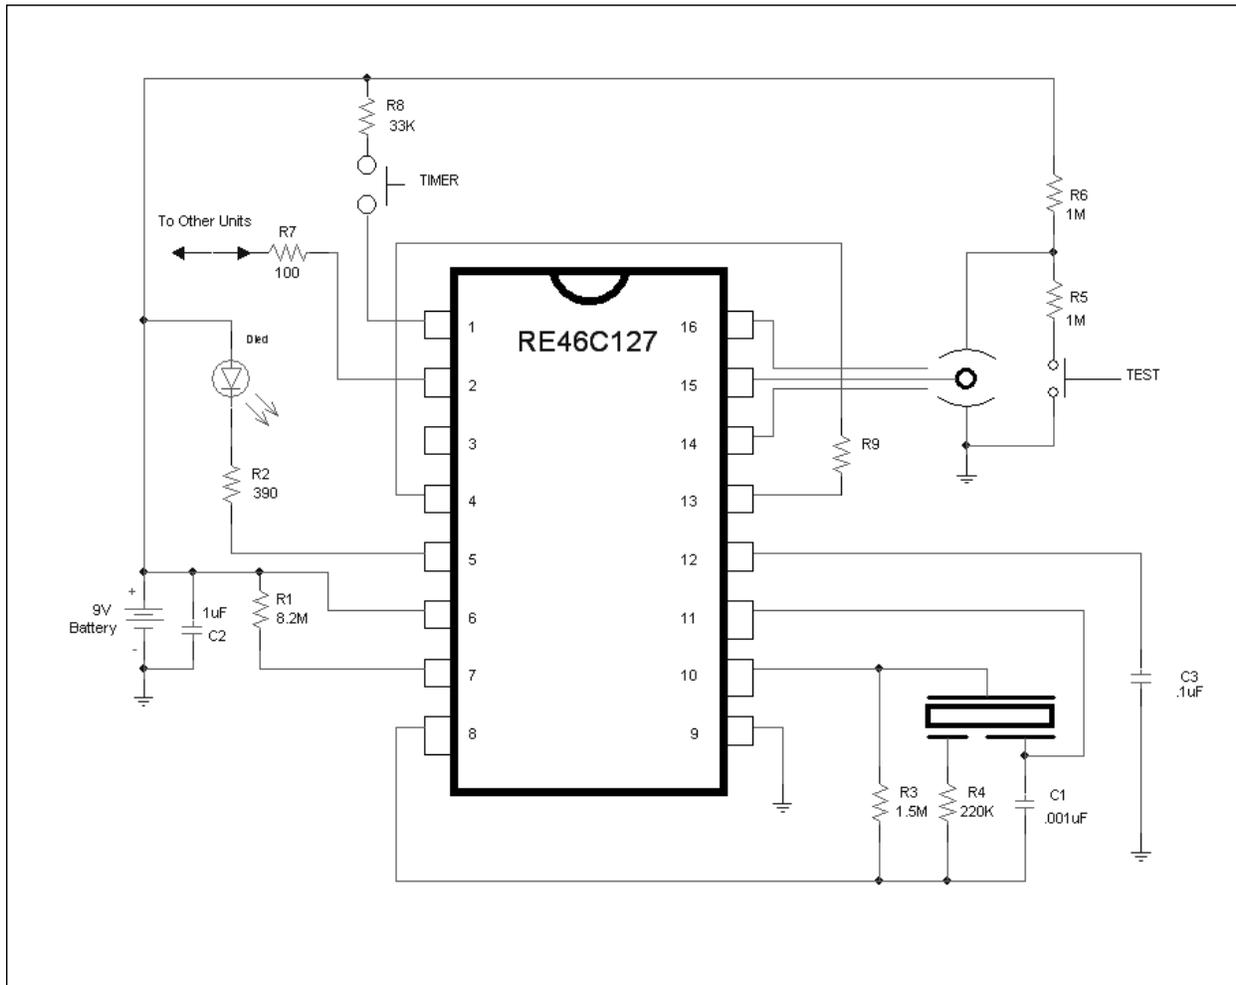 R8
33K
TIMER
To Other Units
R7
100
R6
1M
R5
1M
TEST
Dled
RE46C127
1
2
3
4
5
6
7
8
16
15
14
13
12
11
10
9
R9
R2
390
+
9V
Battery
-
1uF
C2
R1
8.2M
C3
.1uF
R3
1.5M
R4
220K
C1
.001uF